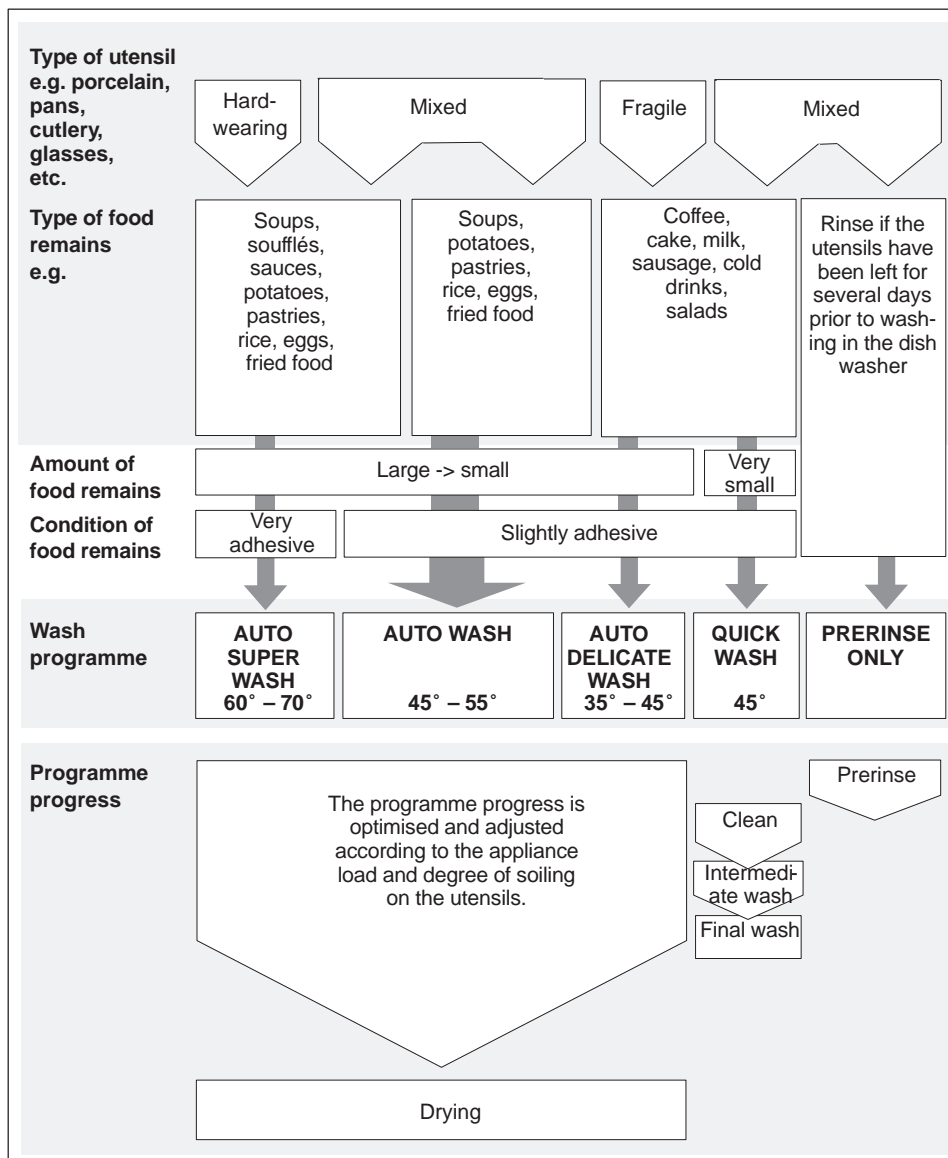 Type of utensil
e.g. porcelain,
pans,
cutlery,
glasses,
etc.
Hard-
wearing
Mixed
Fragile
Mixed
Type of food
remains
e.g.
Soups,
soufflés,
sauces,
potatoes,
pastries,
rice, eggs,
fried food
Soups,
potatoes,
pastries,
rice, eggs,
fried food
Coffee,
cake, milk,
sausage, cold
drinks,
salads
Rinse if the
utensils have
been left for
several days
prior to wash-
ing in the dish
washer
Amount of
food remains
Large -> small
Very
small
Condition of
food remains
Very
adhesive
Slightly adhesive
Wash
programme
AUTO
SUPER
WASH
60° – 70°
AUTO WASH
45° – 55°
AUTO
DELICATE
WASH
35° – 45°
QUICK
WASH
45°
PRERINSE
ONLY
Programme
progress
The programme progress is
optimised and adjusted
according to the appliance
load and degree of soiling
on the utensils.
Clean
Intermedi-
ate wash
Final wash
Prerinse
Drying